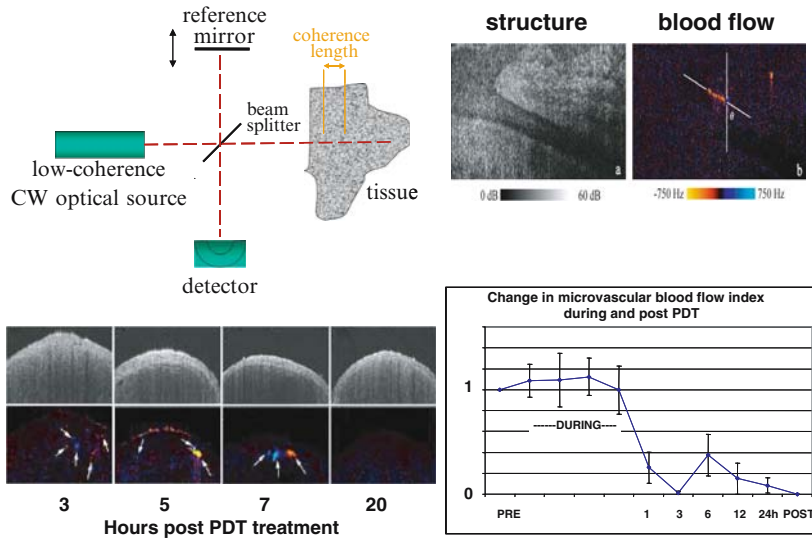 reference
mirror
coherence
length
beam
splitter
low-coherence
CW optical source
tissue
detector
structure
blood flow
a
θ
b
0 dB
60 dB
-750 Hz
750 Hz
3
5
7
20
Hours post PDT treatment
Change in microvascular blood flow index
during and post PDT
1
------DURING----
0
PRE
1
3
6
12
24h
POST